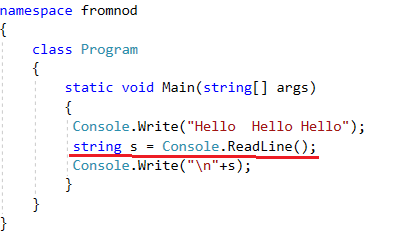 namespace fromnod
{
class Program
{
static void Main(string[] args)
{
Console.Write("Hello  Hello Hello");
string s = Console.ReadLine();
Console.Write("\n"+s);
}
}
}